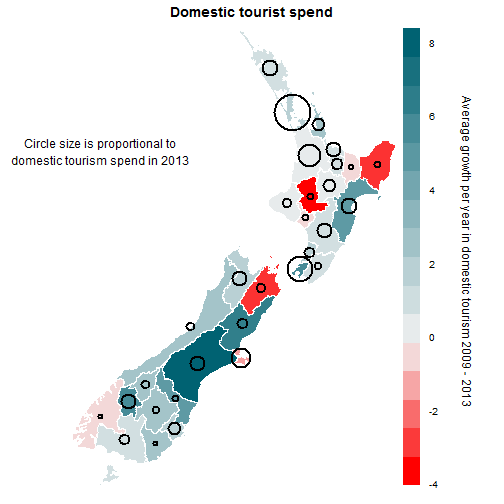 Domestic tourist spend
Circle size is proportional to
domestic tourism spend in 2013
8
6
4
2
0
-2
-4
Average growth per year in domestic tourism 2009 - 2013